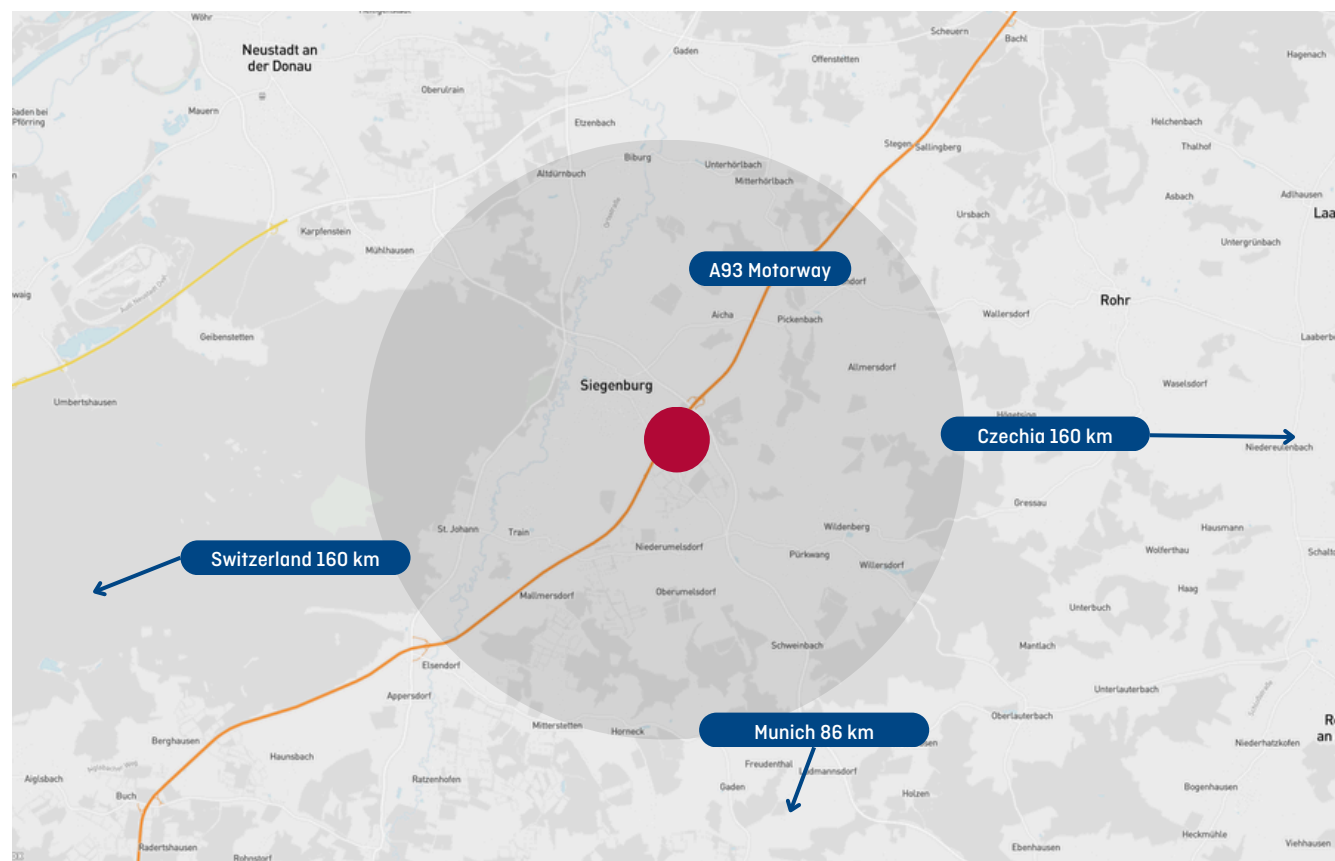 Wöhr
Neustadt an
der Donau
Gaden
Scheuern
Bachl
Offenstetten
Hagenach
Oberulrain
Mauern
Gaden bei
Pförring
Etzenbach
Helchenbach
Thalhof
Stegen
Sallingberg
Biburg
Unterhörlbach
Altdürnbuch
Mitterhörlbach
Asbach
Adlhausen
Laa
Ursbach
Karpfenstein
Mühlhausen
Untergrünbach
A93 Motorway
Rohr
Aicha
Pickenbach
Wallersdorf
Geibenstetten
Allmersdorf
Siegenburg
Waselsdorf
Umbertshausen
Czechia 160 km
Niedereulenbach
Gressau
St. Johann
Train
Wildenberg
Hausmann
Niederumelsdorf
Pürkwang
Willersdorf
Wolferthau
Switzerland 160 km
Haag
Mallmersdorf
Oberumelsdorf
Unterbuch
Schweinbach
Mantlach
Elsendorf
Appersdorf
Unterlauterbach
Oberlauterbach
Mitterstetten
Horneck
Munich 86 km
Berghausen
Niederhatzkofen
Haunsbach
Freudenthal
Aiglsbach
Ratzenhofen
Gaden
Holzen
Bogenhausen
Buch
Heckmühle
Radertshausen
Ebenhausen
Viehhausen